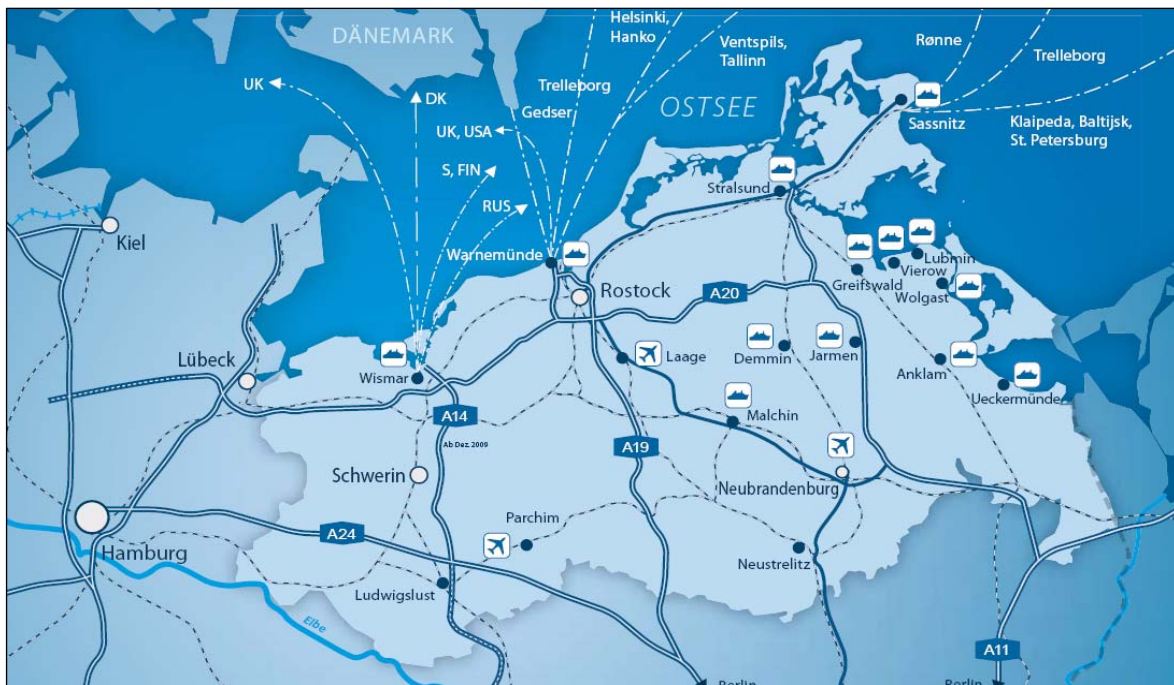 DÄNEMARK
Helsinki,
Hanko
Ventspils,
Tallinn
Rønne
Trelleborg
UK
DK
Trelleborg
Gedser
OSTSEE
UK, USA
Sassnitz
Klaipeda, Baltijsk,
St. Petersburg
S, FIN
RUS
Stralsund
Kiel
Warnemünde
Lubmin
Vierow
Greifswald
Wolgast
Rostock
A20
Lübeck
Wismar
Laage
Demmin
Jarmen
Anklam
Ueckermünde
A14
Ab Dez. 2009
Malchin
A19
Schwerin
Neubrandenburg
Parchim
A24
Hamburg
Neustrelitz
Ludwigslust
Elbe
A11
Berlin
Berlin